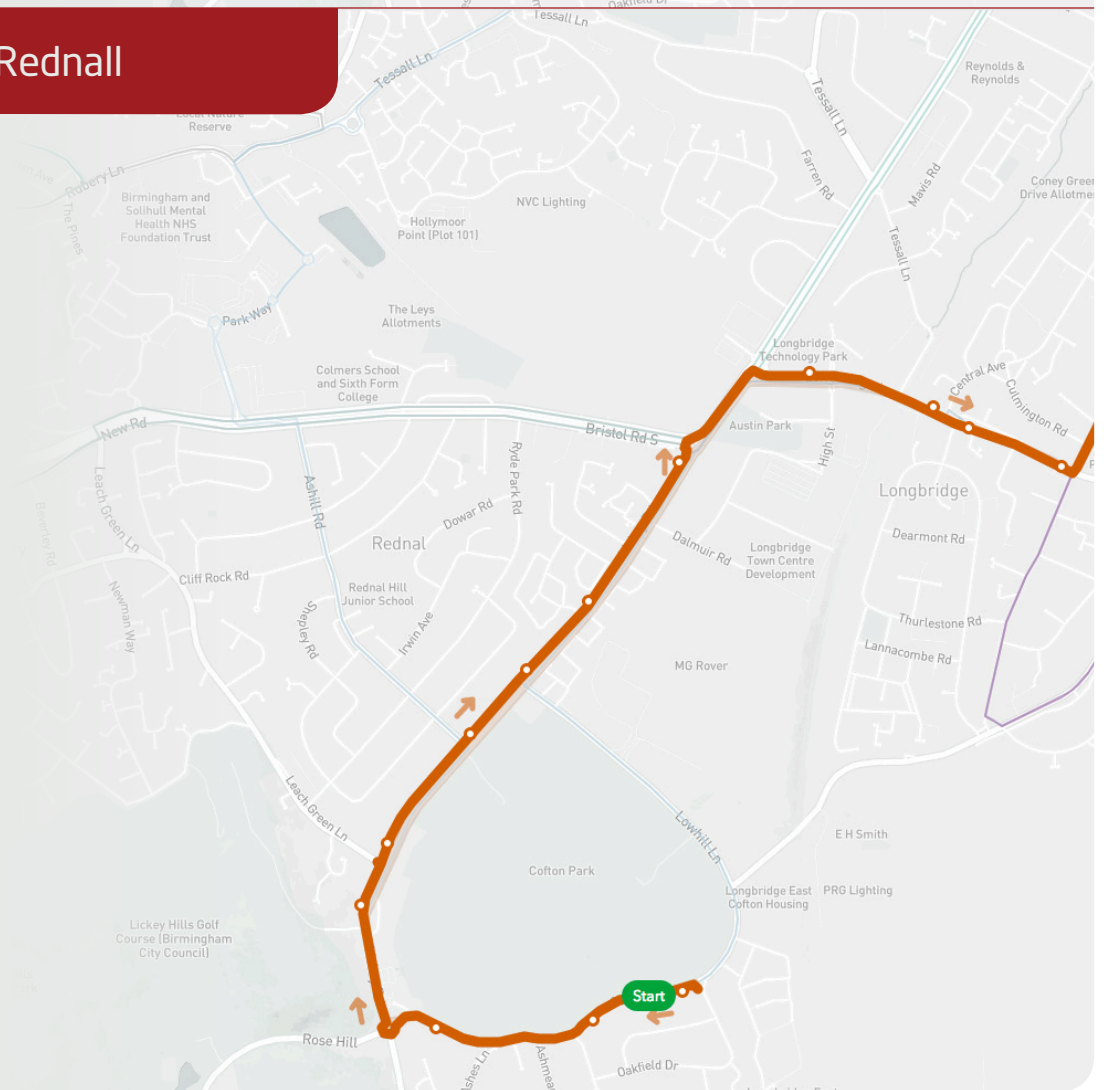 Rednall
Oakfield Dr
Tessall Ln
Tessall Ln
Reynolds &
Reynolds
Tessall Ln
Local Nature
Reserve
Rubery Ln
Ave
The Pines
Birmingham and
Solihull Mental
Health NHS
Foundation Trust
NVC Lighting
Farren Rd
Mavis Rd
Coney Green
Drive Allotme
Hollymoor
Point (Plot 101)
Tessall Ln
Park Way
The Leys
Allotments
Longbridge
Technology Park
Colmers School
and Sixth Form
College
Central Ave
Culmington Rd
New Rd
Bristol Rd S
Austin Park
High St
Ryde Park Rd
Leach Green Ln
Ashill Rd
Longbridge
Beverley Rd
Dowar Rd
Rednal
Dalmuir Rd
Longbridge
Town Centre
Development
Dearmont Rd
Cliff Rock Rd
Rednal Hill
Junior School
Newman Way
Shepley Rd
Irwin Ave
Thurlestone Rd
Lannacombe Rd
MG Rover
Leach Green Ln
Lowhill Ln
E H Smith
Cofton Park
Longbridge East
Cofton Housing
PRG Lighting
Lickey Hills Golf
Course (Birmingham
City Council)
Start
Rose Hill
shes Ln
Ashmea
Oakfield Dr